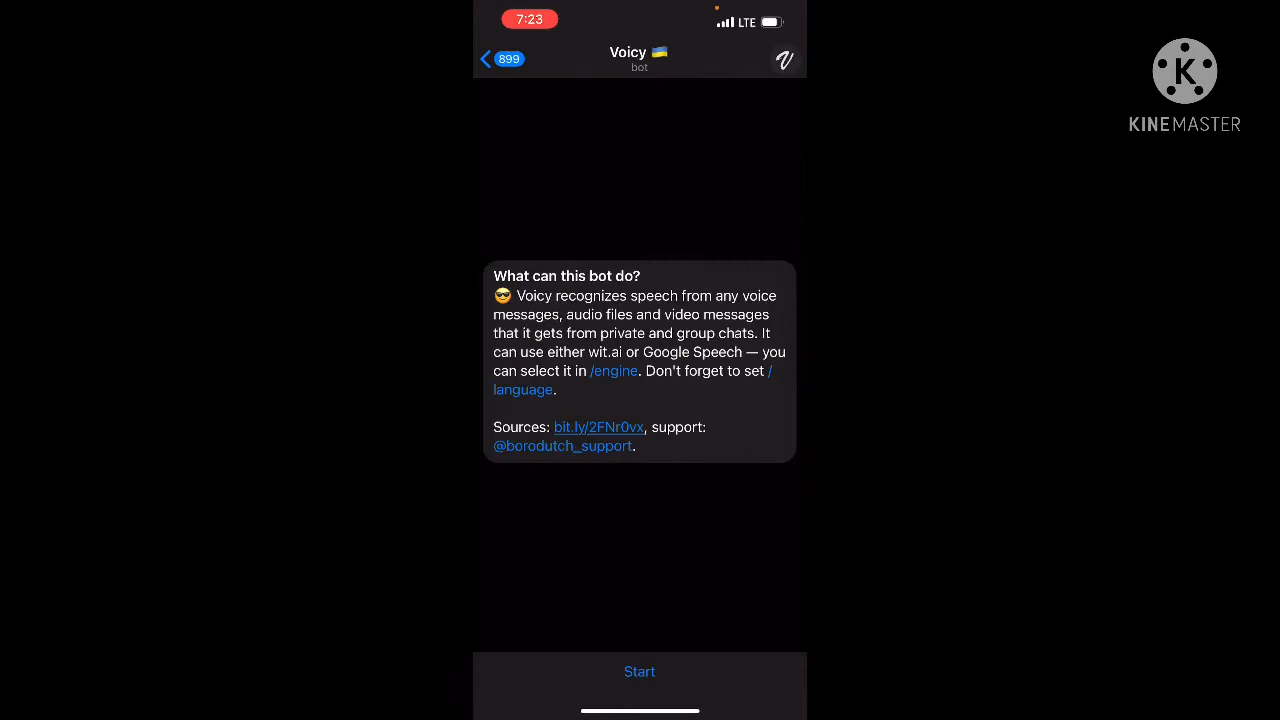 7:23
LTE
899
Voicy 🇺🇦
bot
KINEMASTER
What can this bot do?
😎 Voicy recognizes speech from any voice
messages, audio files and video messages
that it gets from private and group chats. It
can use either wit.ai or Google Speech — you
can select it in /engine. Don't forget to set /
language.
Sources: bit.ly/2FNr0vx, support:
@borodutch_support.
Start